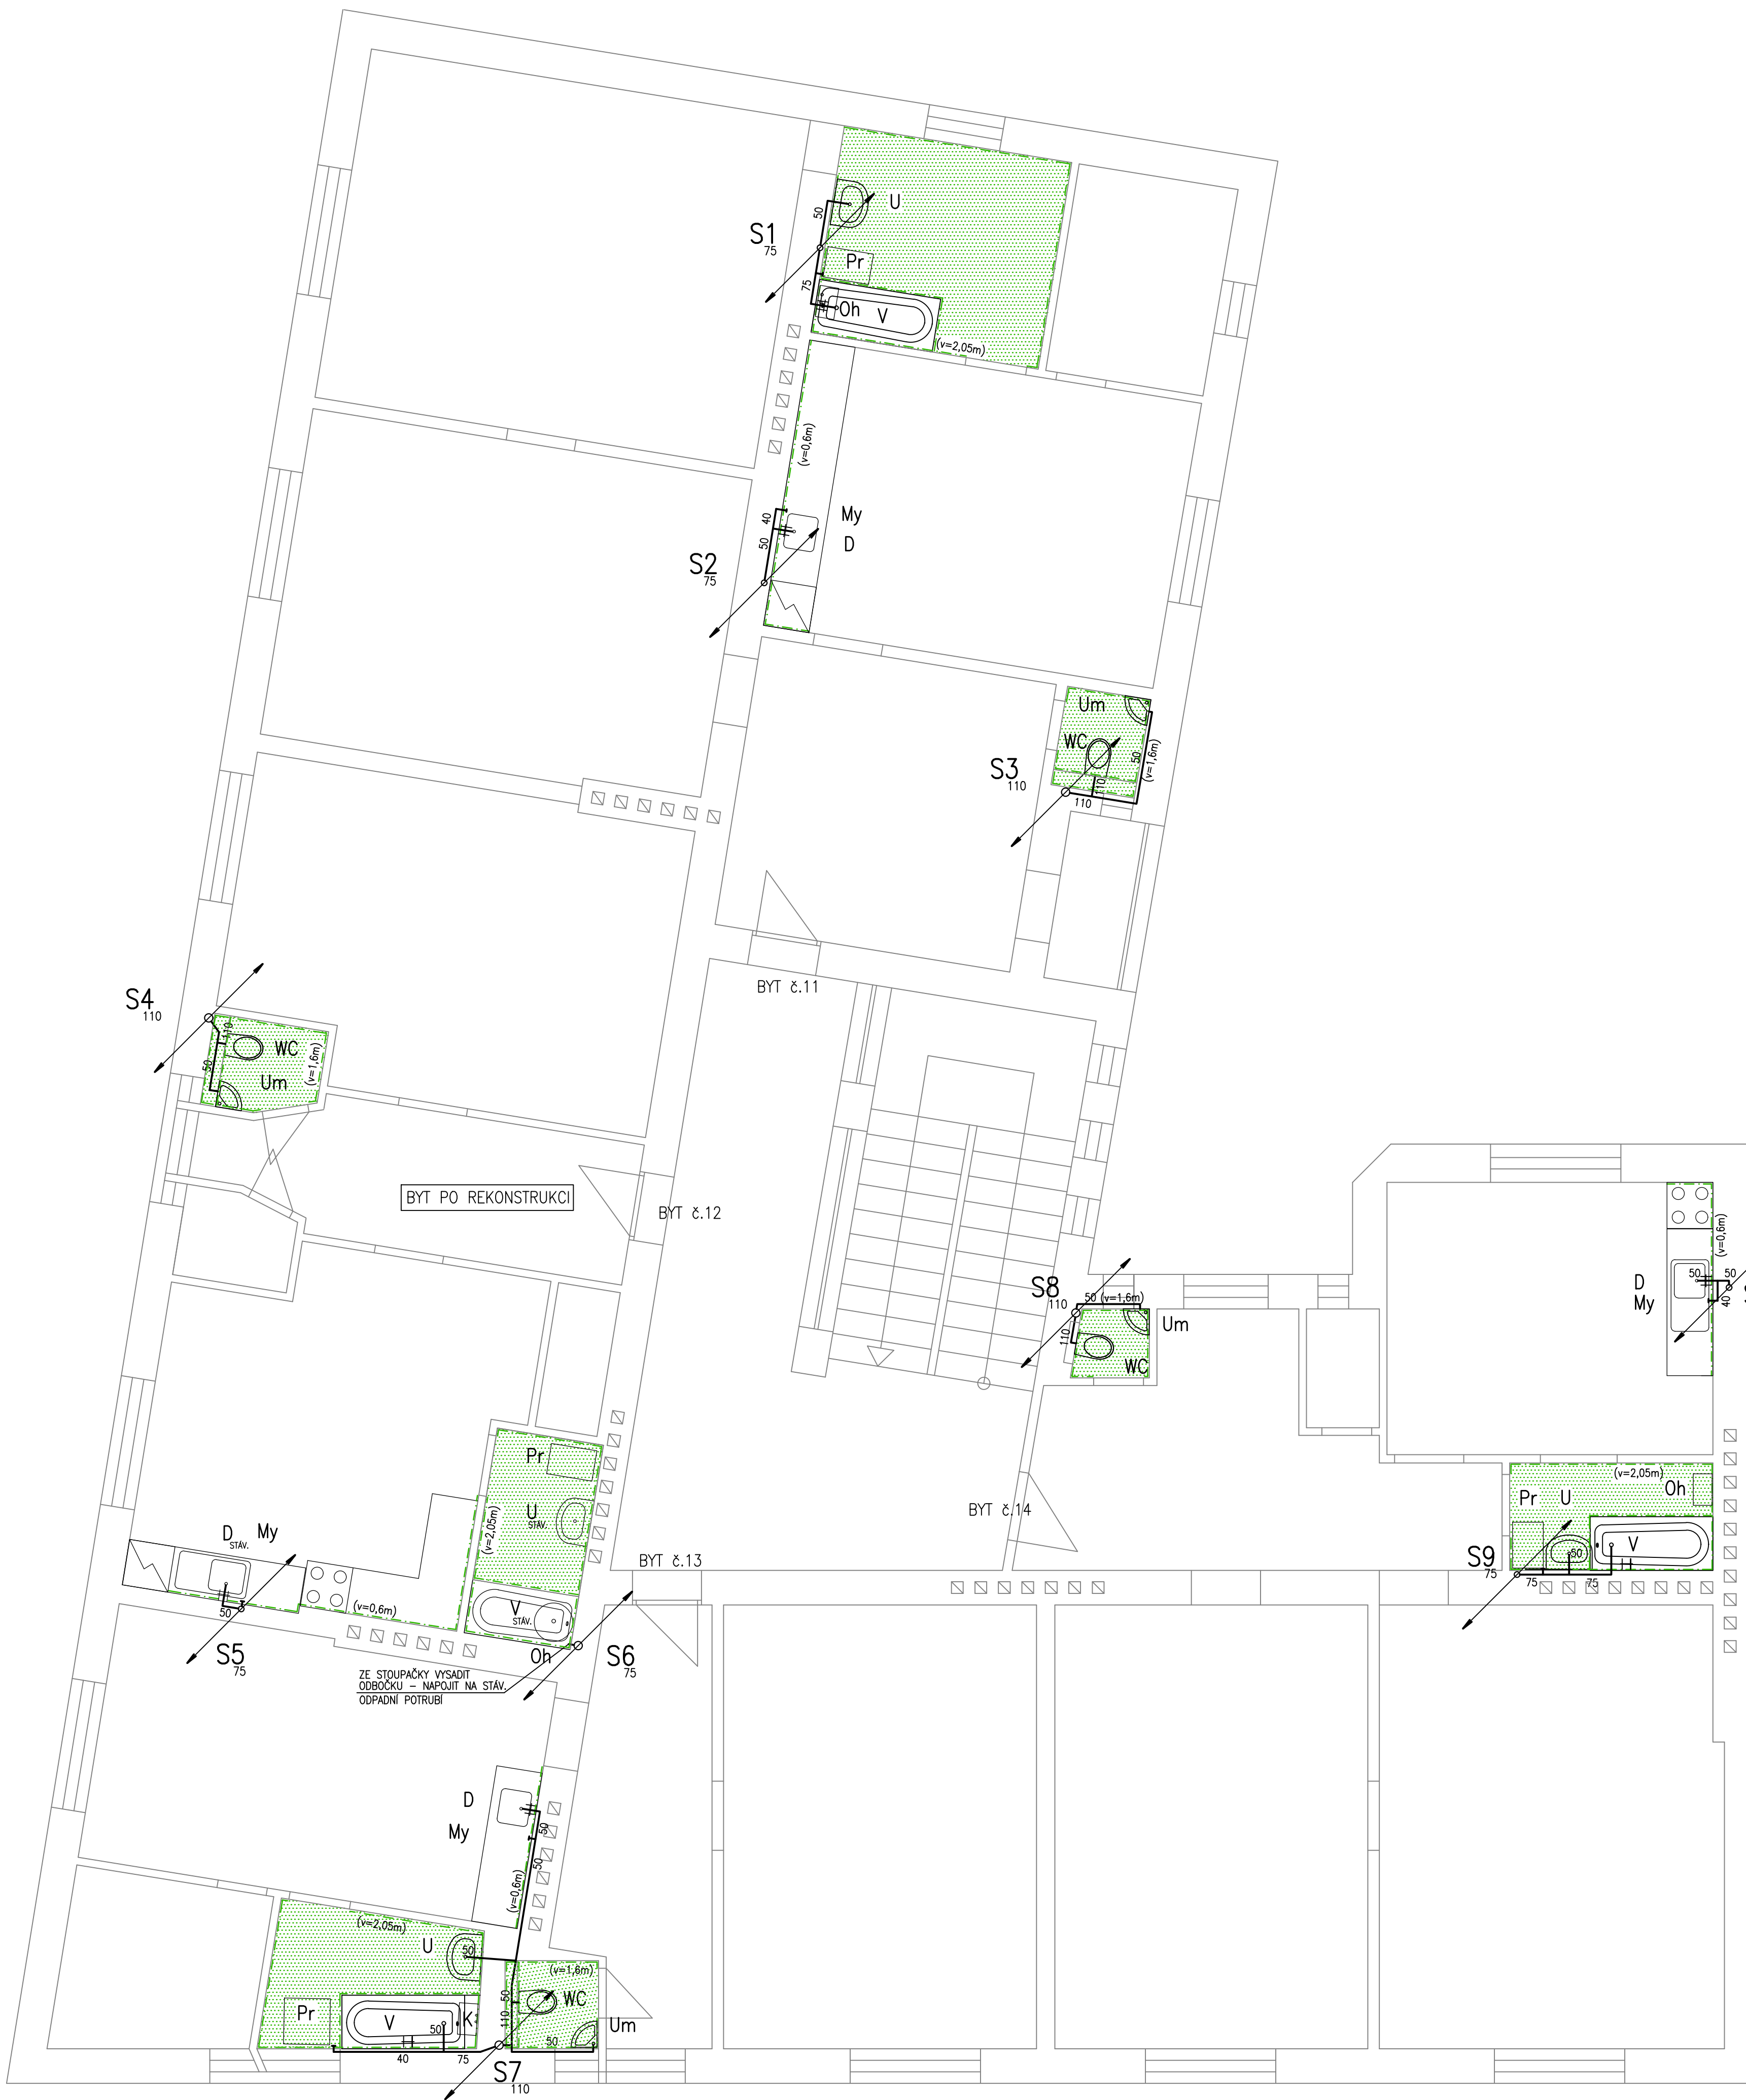 U
50
S1
75
Pr
75
Oh
V
(v=2,05m)
(v=0,6m)
My
40
D
50
S2
75
Um
WC
50
(v=1,6m)
S3
110
110
110
BYT č.11
S4
110
110
WC
50
(v=1,6m)
Um
BYT PO REKONSTRUKCI
BYT č.12
(v=0,6m)
D
50
50
My
40
S8
110
50 (v=1,6m)
Um
110
WC
Pr
(v=2,05m)
U
STÁV.
(v=2,05m)
Oh
Pr
U
BYT č.14
D
STÁV.
My
BYT č.13
S9
75
50
V
75
75
50
(v=0,6m)
V
STÁV.
S5
75
Oh
S6
75
ZE STOUPAČKY VYSADIT
ODBOČKU – NAPOJIT NA STÁV.
ODPADNÍ POTRUBÍ
D
My
50
50
(v=0,6m)
(v=2,05m)
U
50
(v=1,6m)
WC
50
110
Pr
V
50
Um
40
75
50
S7
110